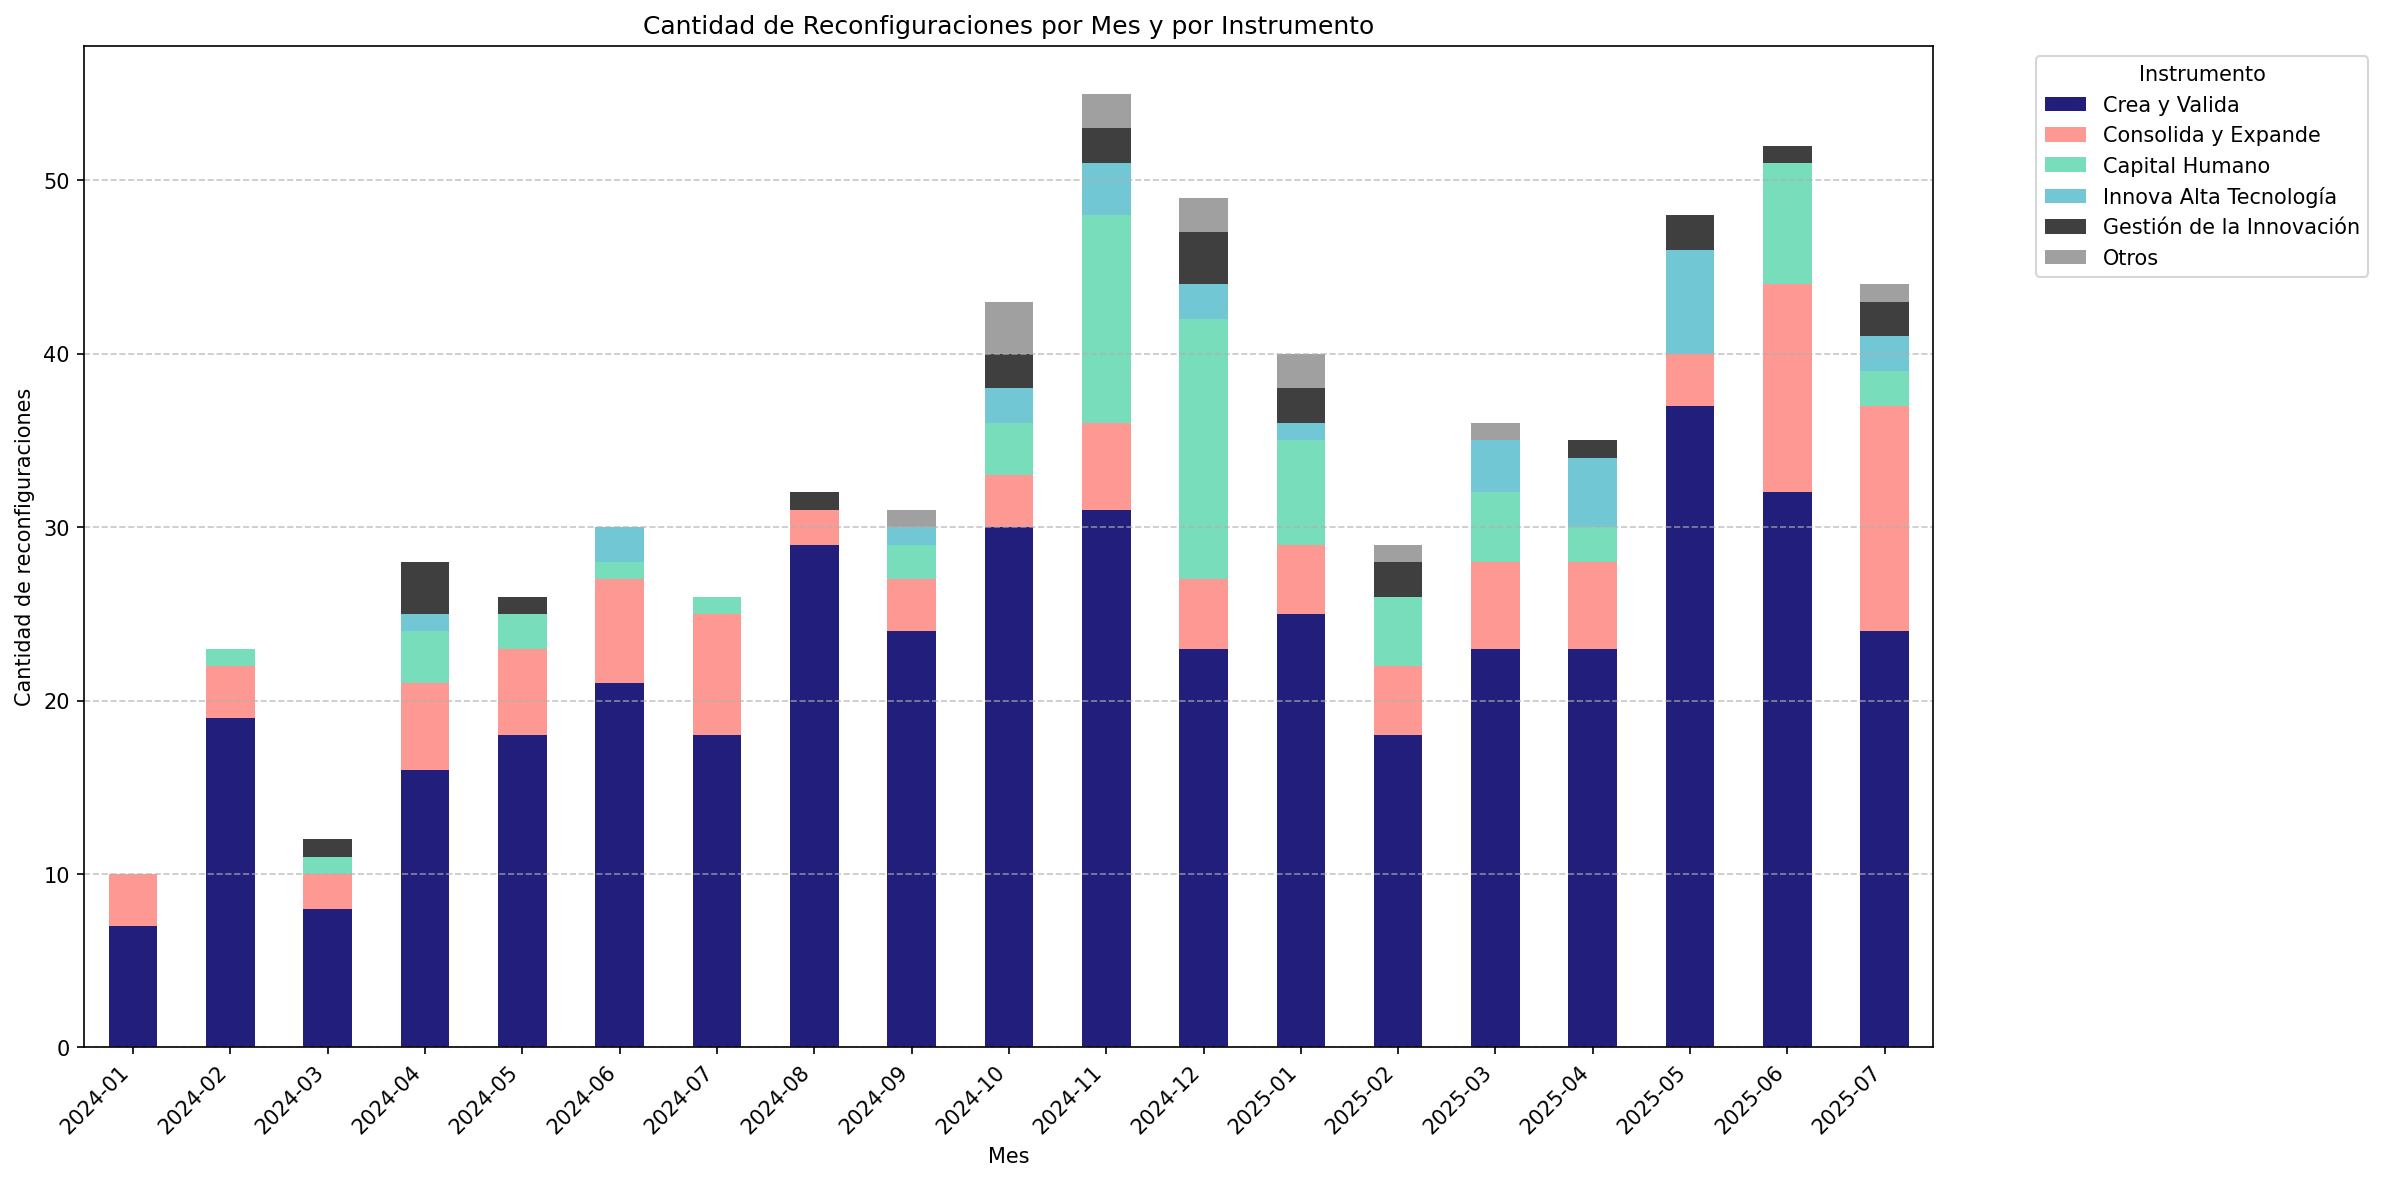 Cantidad de Reconfiguraciones por Mes y por Instrumento
Instrumento
Crea y Valida
Consolida y Expande
Capital Humano
Innova Alta Tecnología
Gestión de la Innovación
Otros
Cantidad de reconfiguraciones
50
40
30
20
10
0
2024-01
2024-02
2024-03
2024-04
2024-05
2024-06
2024-07
2024-08
2024-09
2024-10
2024-11
2024-12
2025-01
2025-02
2025-03
2025-04
2025-05
2025-06
2025-07
Mes